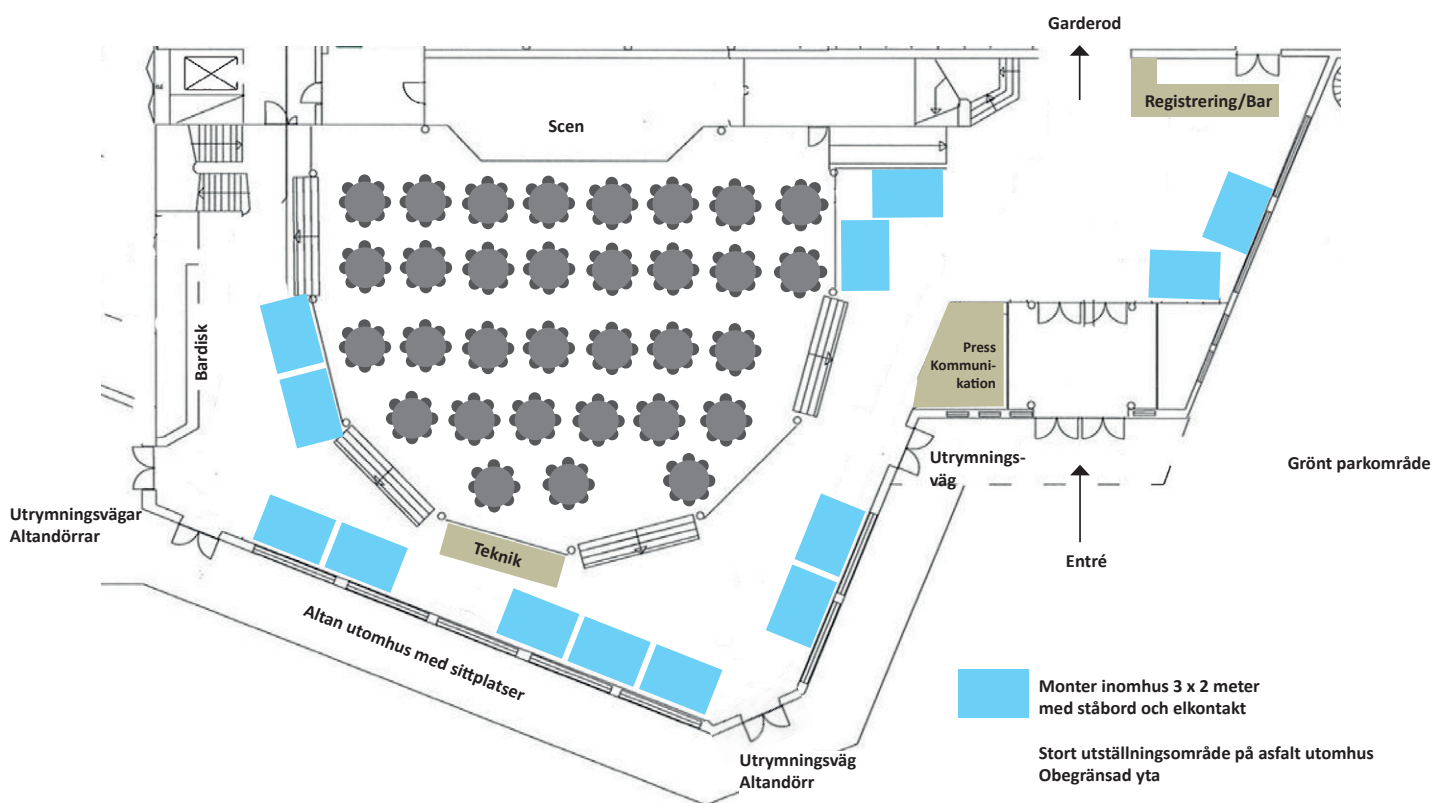 Garderod
Registrering/Bar
Scen
Bardisk
Press
Kommuni-
kation
Utrymnings-
väg
Grönt parkområde
Utrymningsvägar
Altandörrar
Teknik
Entré
Altan utomhus med sittplatser
Monter inomhus 3 x 2 meter
med ståbord och elkontakt
Utrymningsväg
Altandörr
Stort utställningsområde på asfalt utomhus
Obegränsad yta